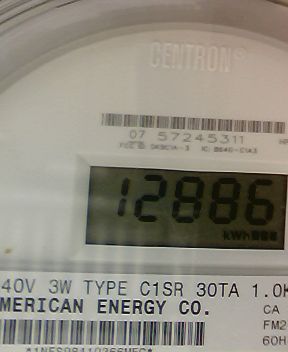 CENTRON®
07 57245311
12886
kWh
40V 3W TYPE C1SR 30TA 1.0K
MERICAN ENERGY CO.
CA
FM2
60H